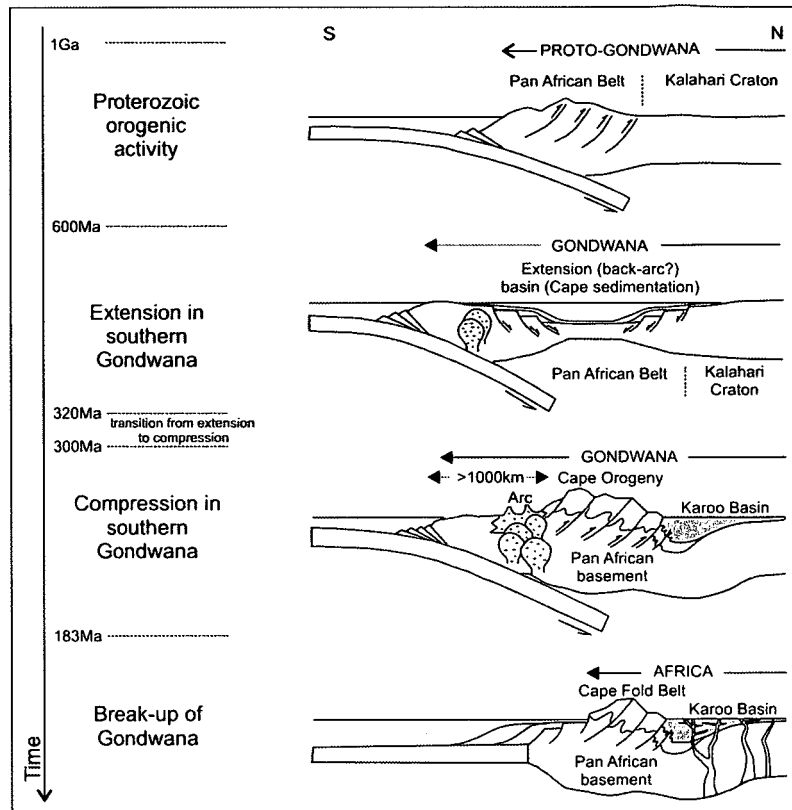 S
N
1Ga
PROTO-GONDWANA
Pan African Belt
Kalahari Craton
Proterozoic
orogenic
activity
600Ma
GONDWANA
Extension (back-arc?)
basin (Cape sedimentation)
Extension in
southern
Gondwana
Pan African Belt
Kalahari
Craton
320Ma
transition from extension
to compression
300Ma
GONDWANA
>1000km
Cape Orogeny
Arc
Karoo Basin
Compression in
southern
Gondwana
Pan African
basement
183Ma
AFRICA
Cape Fold Belt
Karoo Basin
Break-up of
Gondwana
Pan African
basement
Time